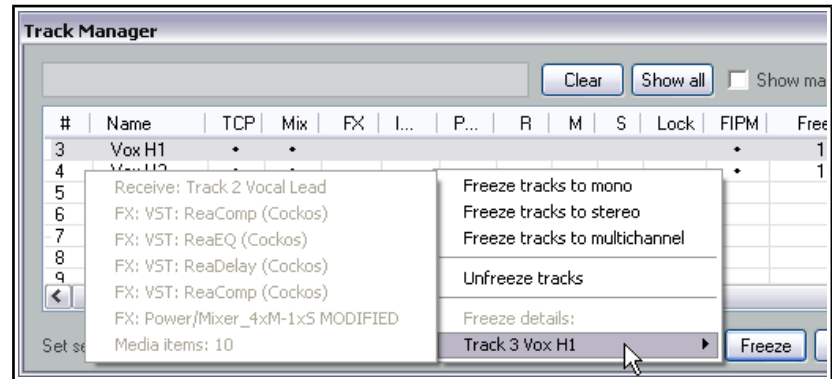 Track Manager
Clear Show all Show ma
# Name TCP Mix FX I... P... R M S Lock FIPM Free
3 Vox H1 • • • 1
4 Vox H2 • 1
5
6
7
8
9
Receive: Track 2 Vocal Lead
FX: VST: ReaComp (Cockos)
FX: VST: ReaEQ (Cockos)
FX: VST: ReaDelay (Cockos)
FX: VST: ReaComp (Cockos)
FX: Power/Mixer_4xM-1xS MODIFIED
Media items: 10
Freeze tracks to mono
Freeze tracks to stereo
Freeze tracks to multichannel
Unfreeze tracks
Freeze details:
Track 3 Vox H1
Set se
Freeze